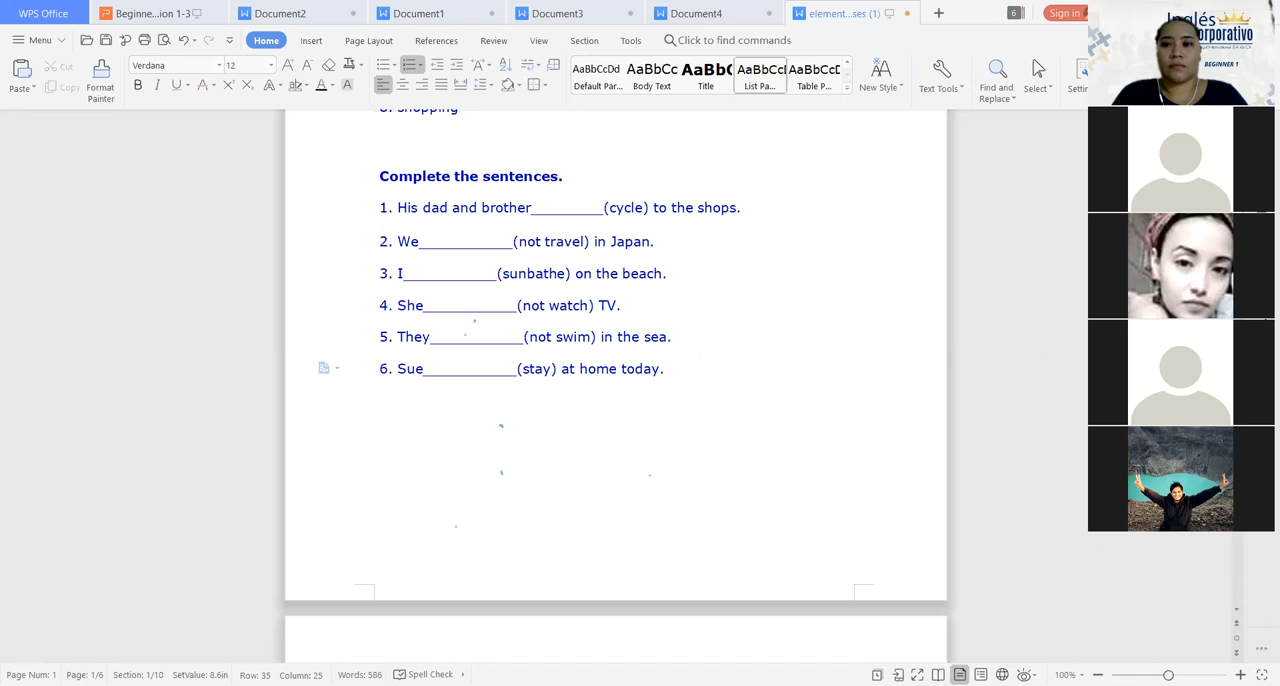 WPS Office Beginne...ion 1-3 Document2 Document1 Document3 Document4 element...ses (1) + 6 Sign in
Menu Home Insert Page Layout References Review View Section Tools Click to find commands
Paste Cut Copy Format Painter Verdana 12 AaBbCcDd AaBbCc AaBb AaBbCcl AaBbCcD
Default Par... Body Text Title List Pa... Table P... New Style Text Tools Find and Replace Select Settin
Inglés
BEGINNER 1
8. shopping
Complete the sentences.
1. His dad and brother_________(cycle) to the shops.
2. We____________(not travel) in Japan.
3. I____________(sunbathe) on the beach.
4. She____________(not watch) TV.
5. They____________(not swim) in the sea.
6. Sue____________(stay) at home today.
Page Num: 1 Page: 1/6 Section: 1/10 SetValue: 8.6in Row: 35 Column: 25 Words: 586 Spell Check 100%